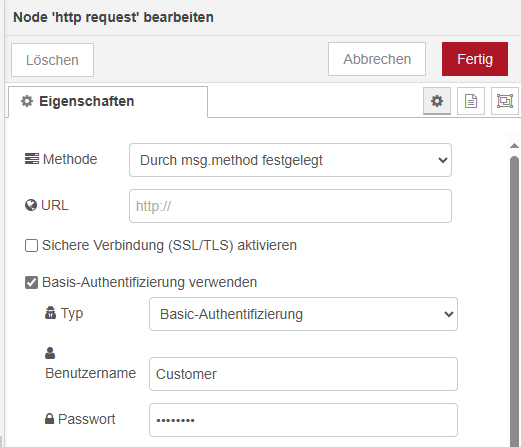 Node 'http request' bearbeiten
Löschen
Abbrechen
Fertig
Eigenschaften
Methode
Durch msg.method festgelegt
URL
http://
Sichere Verbindung (SSL/TLS) aktivieren
Basis-Authentifizierung verwenden
Typ
Basic-Authentifizierung
Benutzername
Customer
Passwort
••••••••